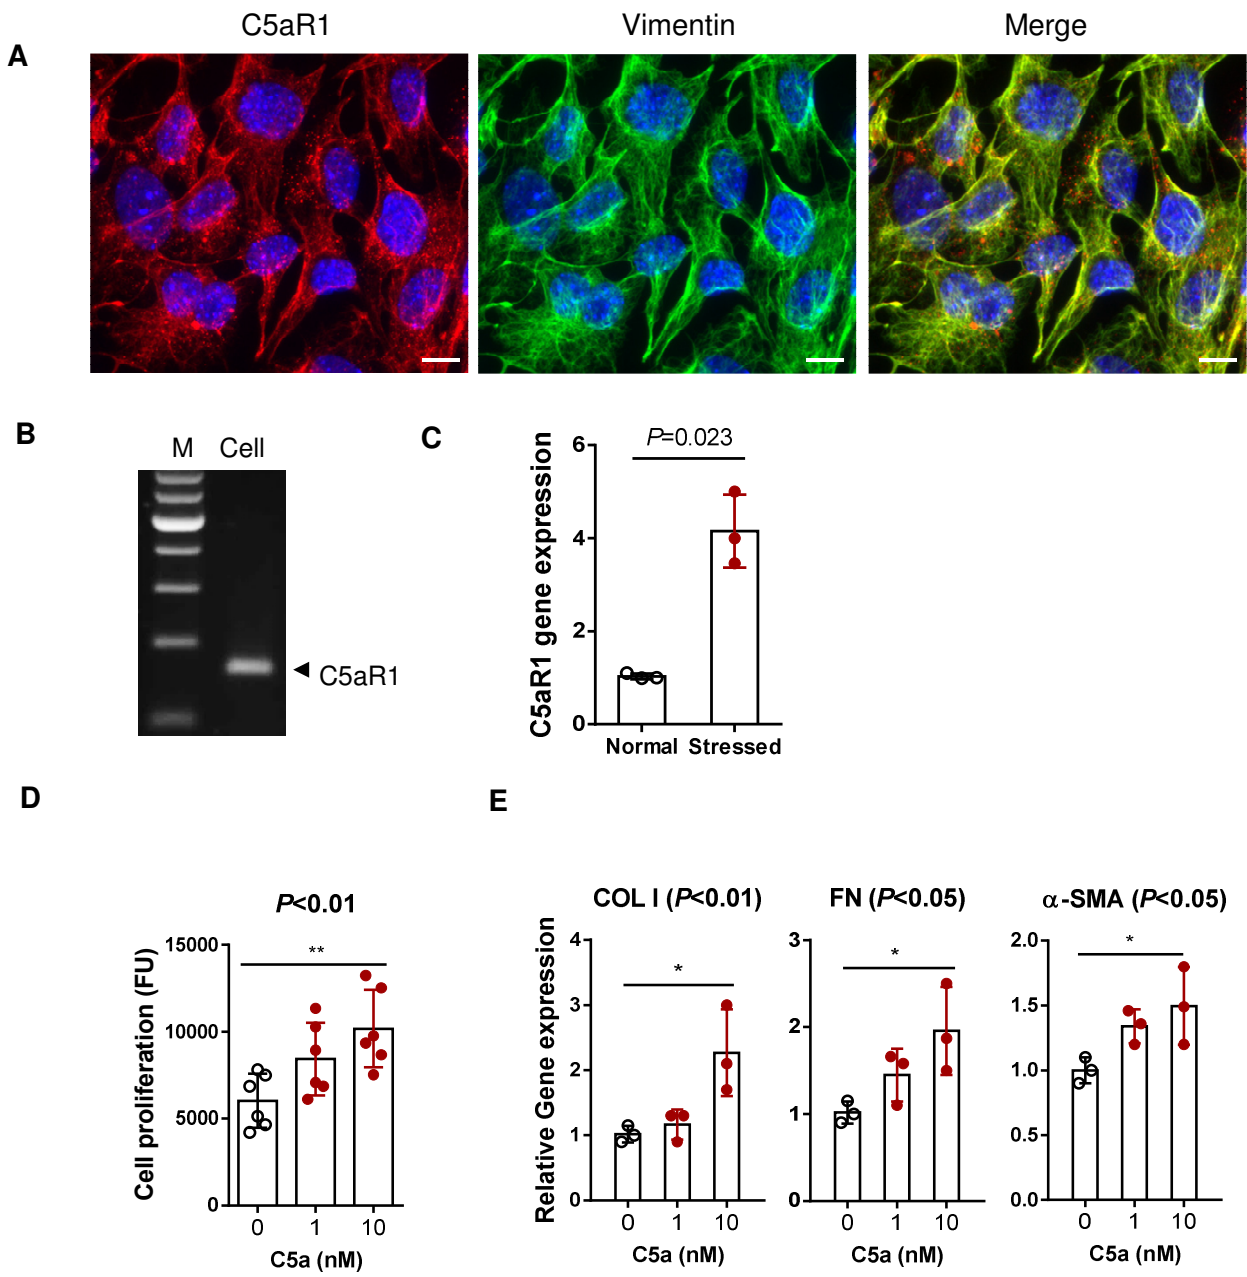 C5aR1 Vimentin Merge
A
B
M Cell
C5aR1
C
P=0.023
C5aR1 gene expression
6
4
2
0
Normal Stressed
D
P<0.01
**
Cell proliferation (FU)
15000
10000
5000
0
0 1 10
C5a (nM)
E
COL I (P<0.01)
*
Relative Gene expression
4
3
2
1
0
0 1 10
C5a (nM)
FN (P<0.05)
*
3
2
1
0
0 1 10
C5a (nM)
α-SMA (P<0.05)
*
2.0
1.5
1.0
0.5
0.0
0 1 10
C5a (nM)